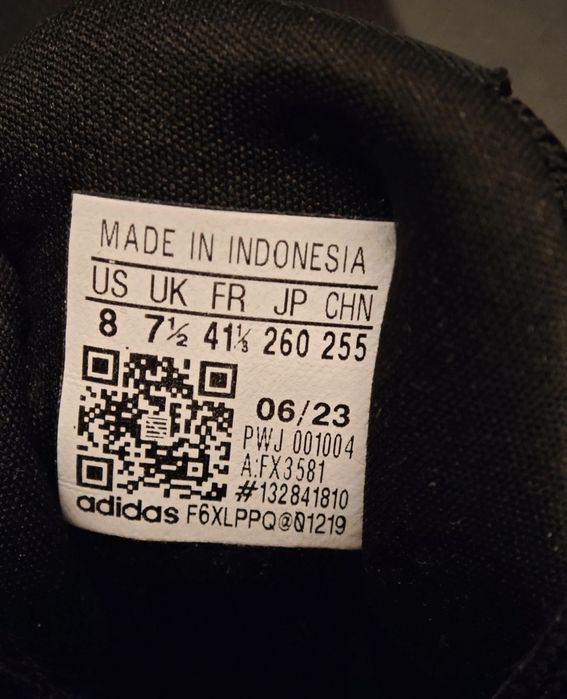 MADE IN INDONESIA
US UK FR JP CHN
8 7½ 41⅓ 260 255
06/23
PWJ 001004
A:FX3581
#132841810
adidas F6XLPPQ@Q1219